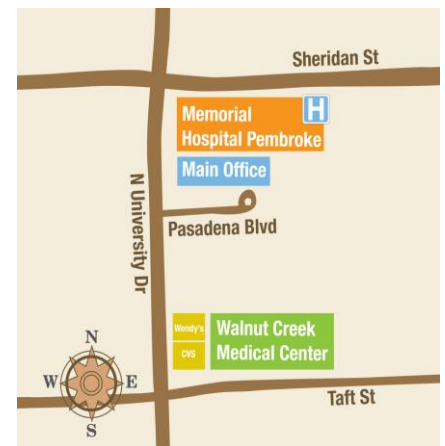 Sheridan St
Memorial
Hospital Pembroke
H
Main Office
N University Dr
Pasadena Blvd
Wendy's
CVS
Walnut Creek
Medical Center
N
W
E
S
Taft St